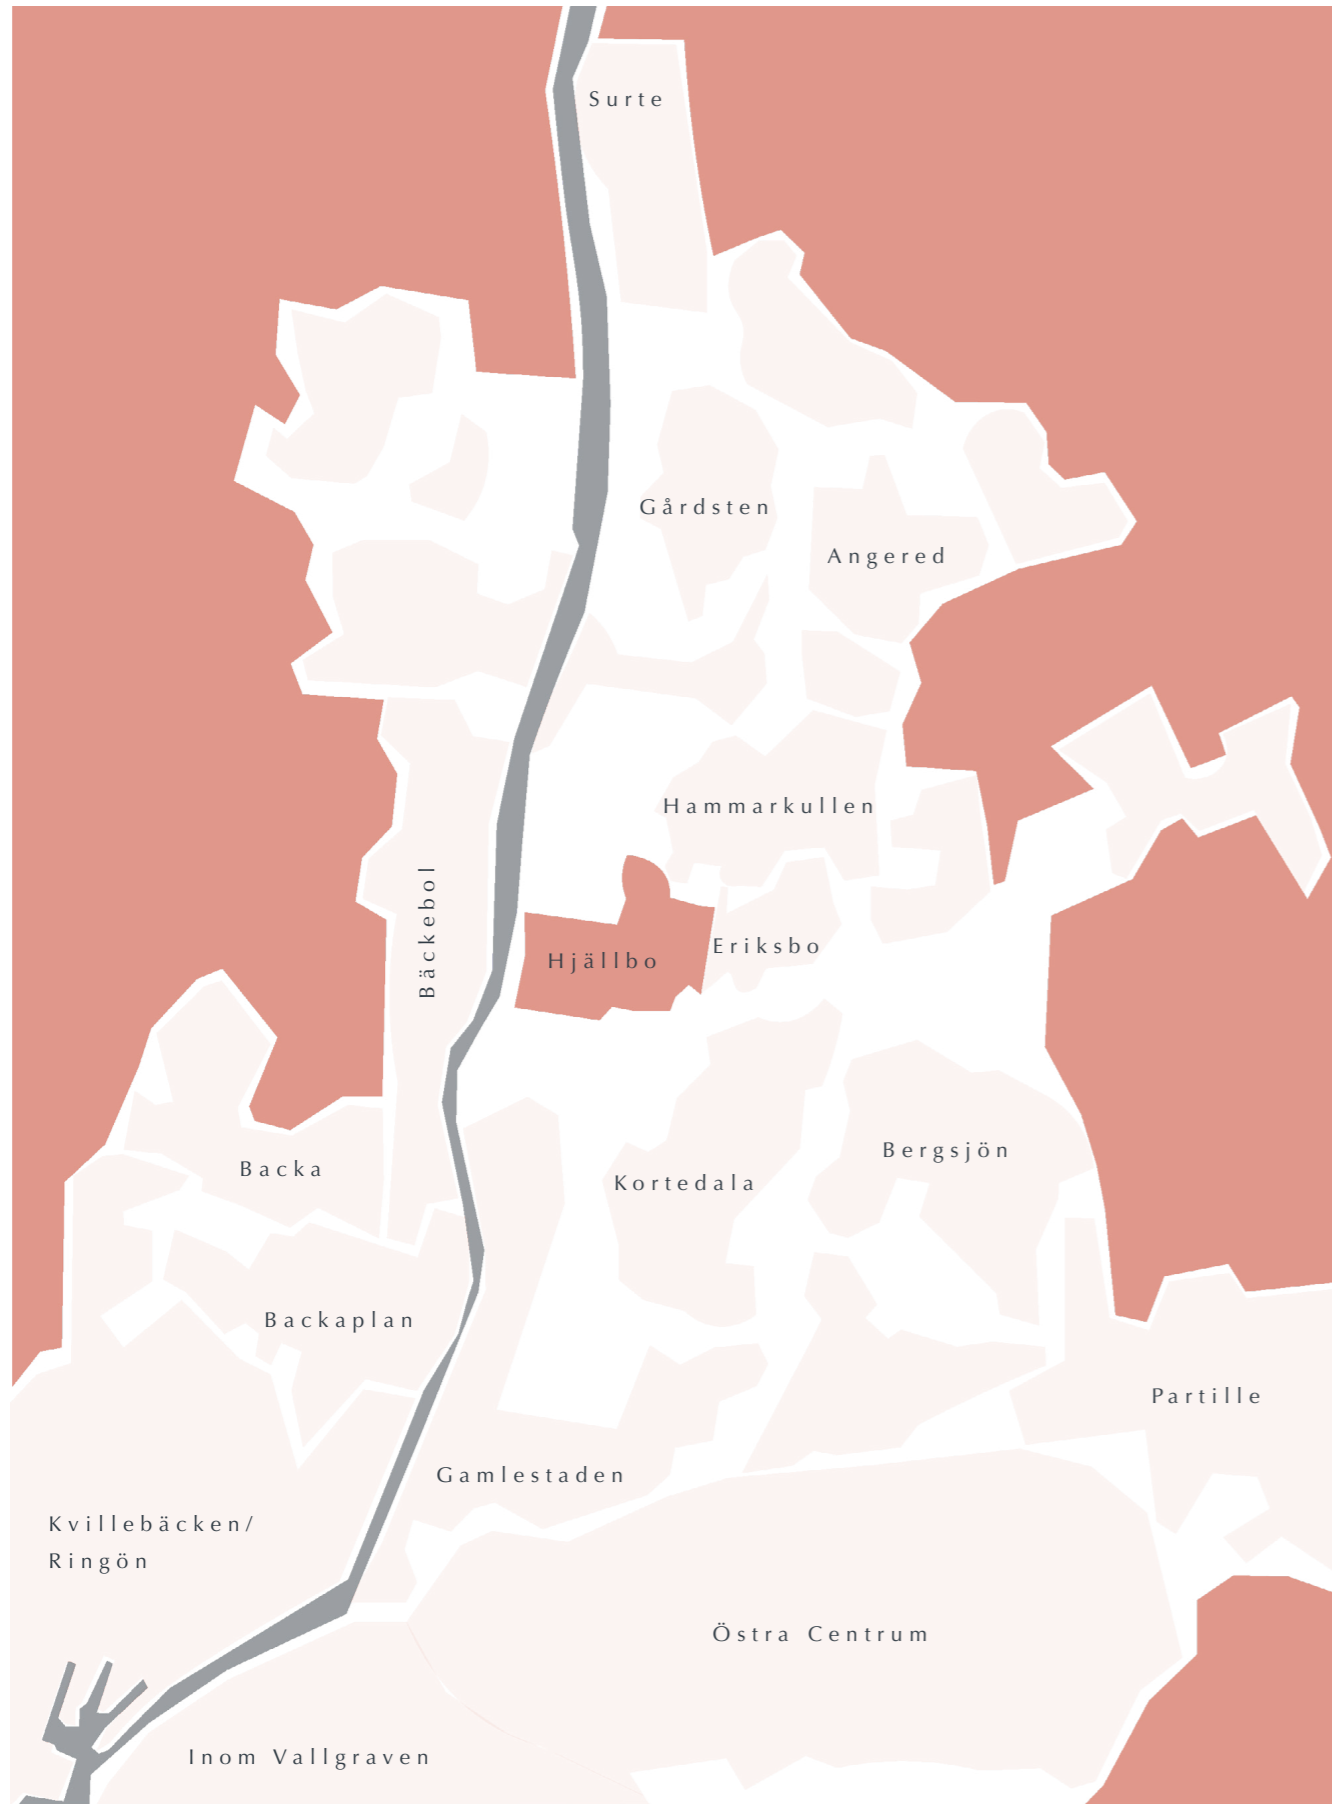 Surte
Gårdsten
Angered
Hammarkullen
Bäckebol
Hjällbo
Eriksbo
Bergsjön
Backa
Kortedala
Backaplan
Partille
Gamlestaden
Kvillebäcken/
Ringön
Östra Centrum
Inom Vallgraven